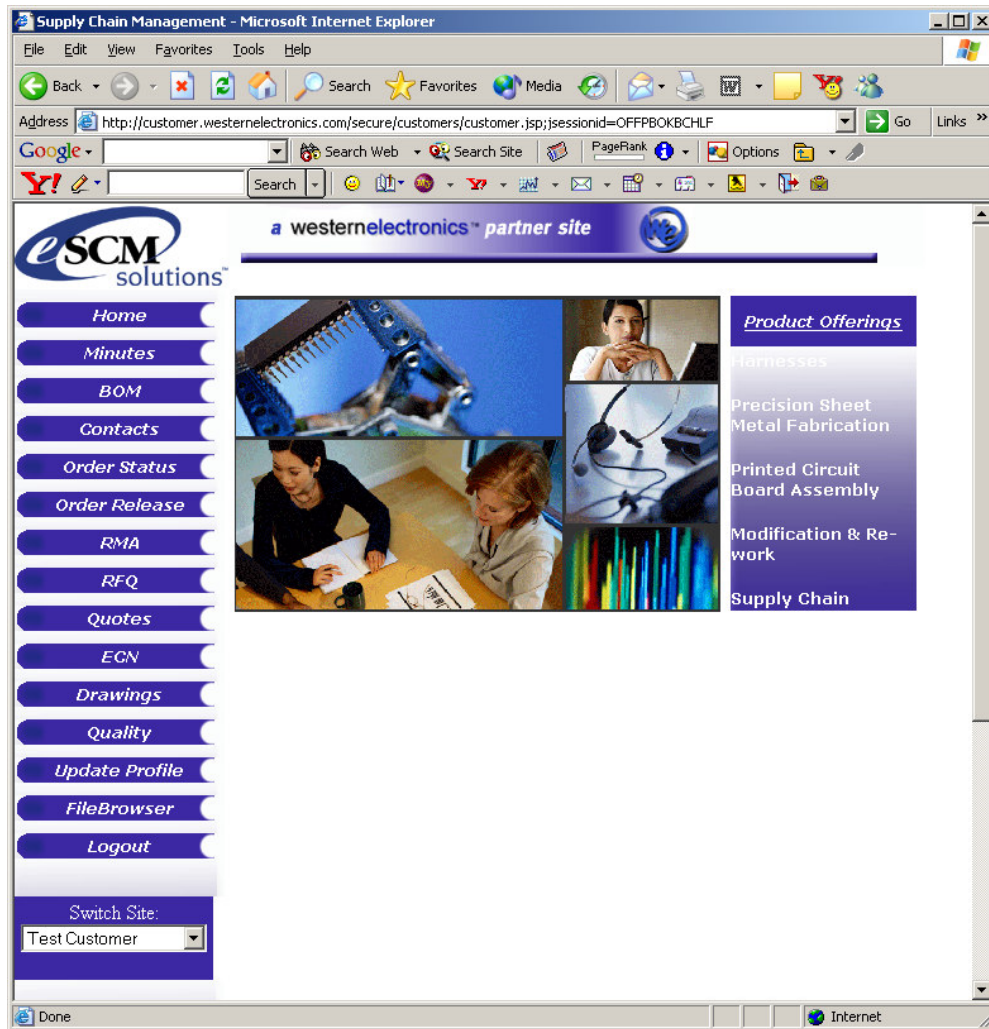 Supply Chain Management - Microsoft Internet Explorer
File Edit View Favorites Tools Help
Back Search Favorites Media
Address http://customer.westernelectronics.com/secure/customers/customer.jsp;jsessionid=OFFPBOKBCHLF Go Links »
Google Search Web Search Site PageRank Options
Y! Search
eSCM solutions™
a westernelectronics™ partner site
Home
Minutes
BOM
Contacts
Order Status
Order Release
RMA
RFQ
Quotes
ECN
Drawings
Quality
Update Profile
FileBrowser
Logout
Switch Site:
Test Customer
Product Offerings
Harnesses
Precision Sheet
Metal Fabrication
Printed Circuit
Board Assembly
Modification & Re-
work
Supply Chain
Done Internet